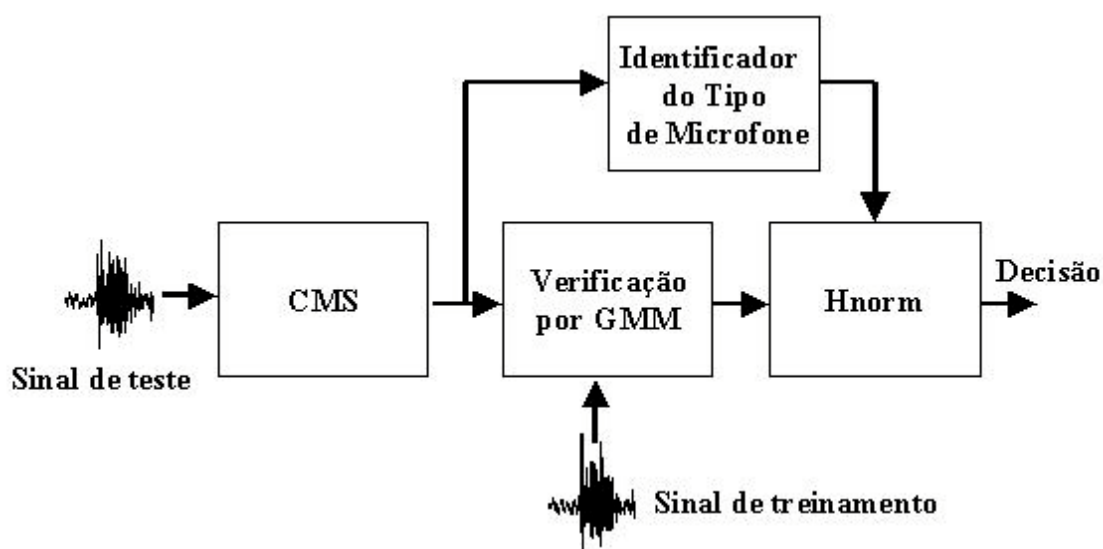 Identificador
do Tipo
de Microfone
Sinal de teste
CMS
Verificação
por GMM
Hnorm
Decisão
Sinal de treinamento